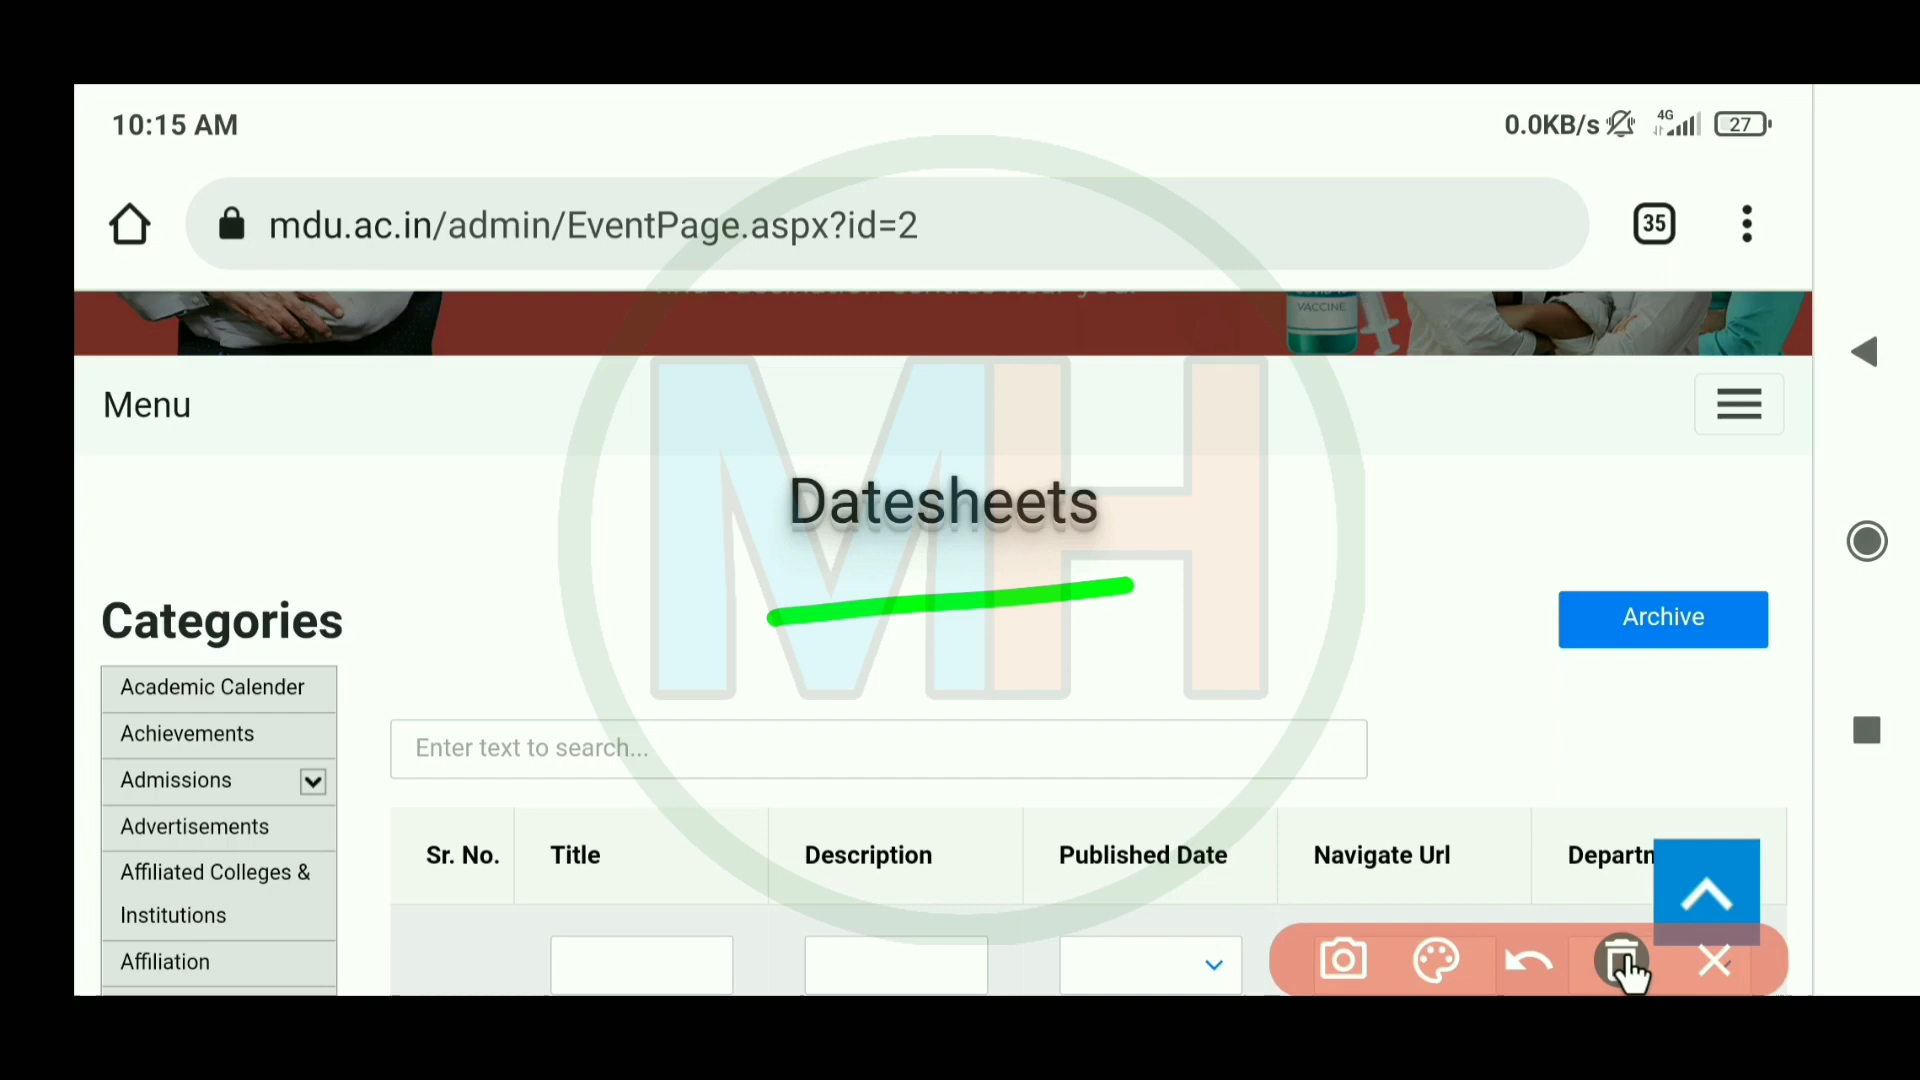 10:15 AM
0.0KB/s 4G 27
mdu.ac.in/admin/EventPage.aspx?id=2
35
VACCINE
Menu
MH
Datesheets
Categories
Archive
Academic Calender
Achievements
Admissions
Advertisements
Affiliated Colleges &
Institutions
Affiliation
Enter text to search...
Sr. No. Title Description Published Date Navigate Url Departn